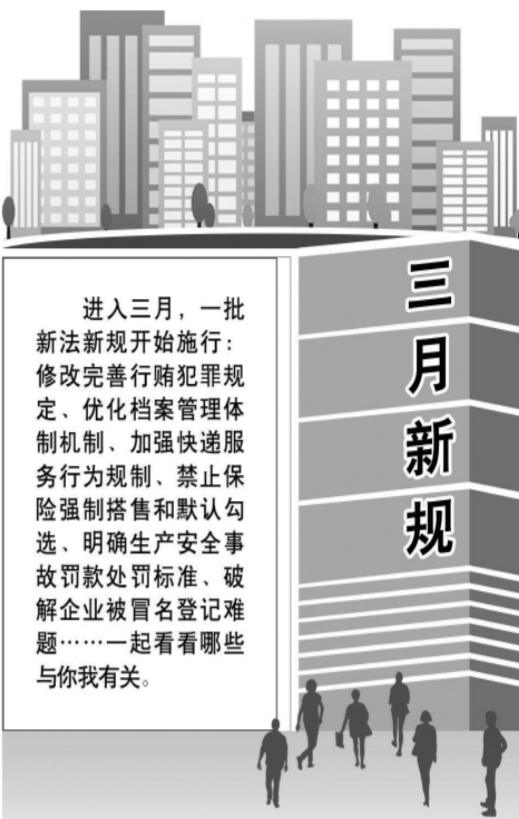 三月新规
进入三月，一批
新法新规开始施行：
修改完善行贿犯罪规
定、优化档案管理体
制机制、加强快递服
务行为规制、禁止保
险强制搭售和默认勾
选、明确生产安全事
故罚款处罚标准、破
解企业被冒名登记难
题……一起看看哪些
与你我有关。